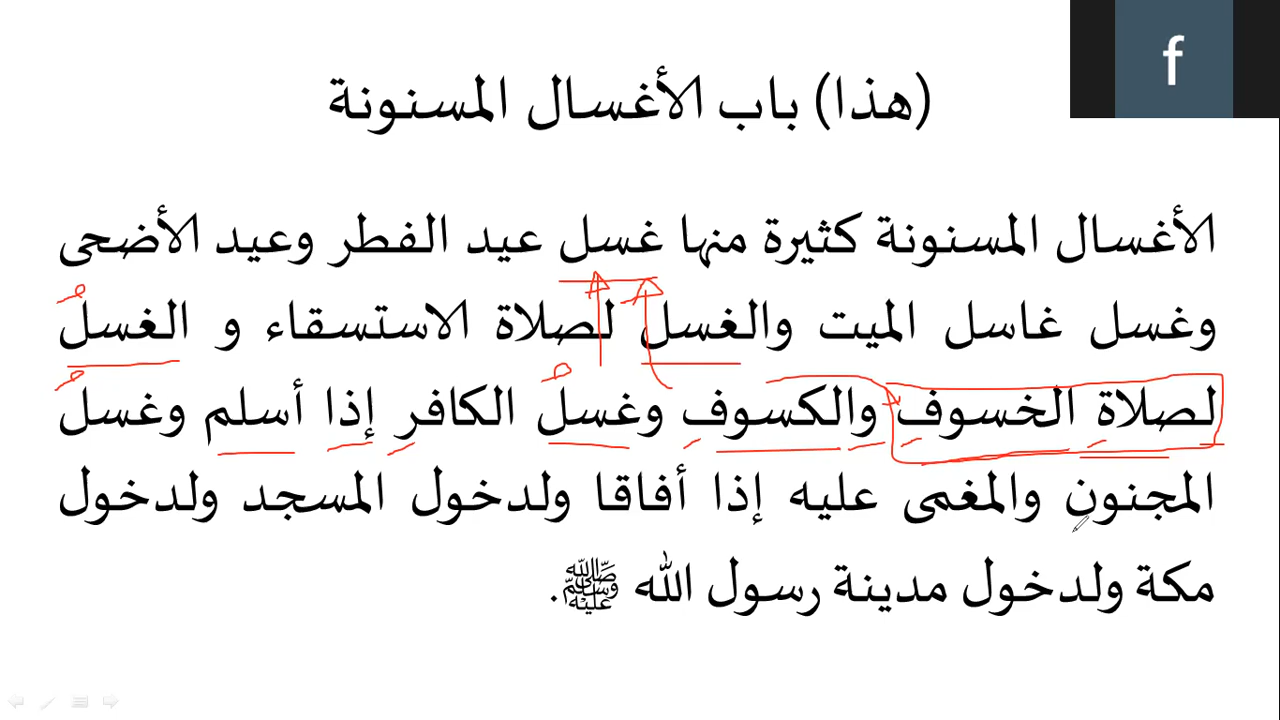 f
(هذا) باب الأغسال المسنونة
الأغسال المسنونة كثيرة منها غسل عيد الفطر وعيد الأضحى
وغسل غاسل الميت والغسل لصلاة الاستسقاء و الغسلُ
لصلاة الخسوفِ والكسوفِ وغسلُ الكافرِ إذا أسلم وغسلُ
المجنون والمغمى عليه إذا أفاقا ولدخول المسجد ولدخول
مكة ولدخول مدينة رسول الله ﷺ.